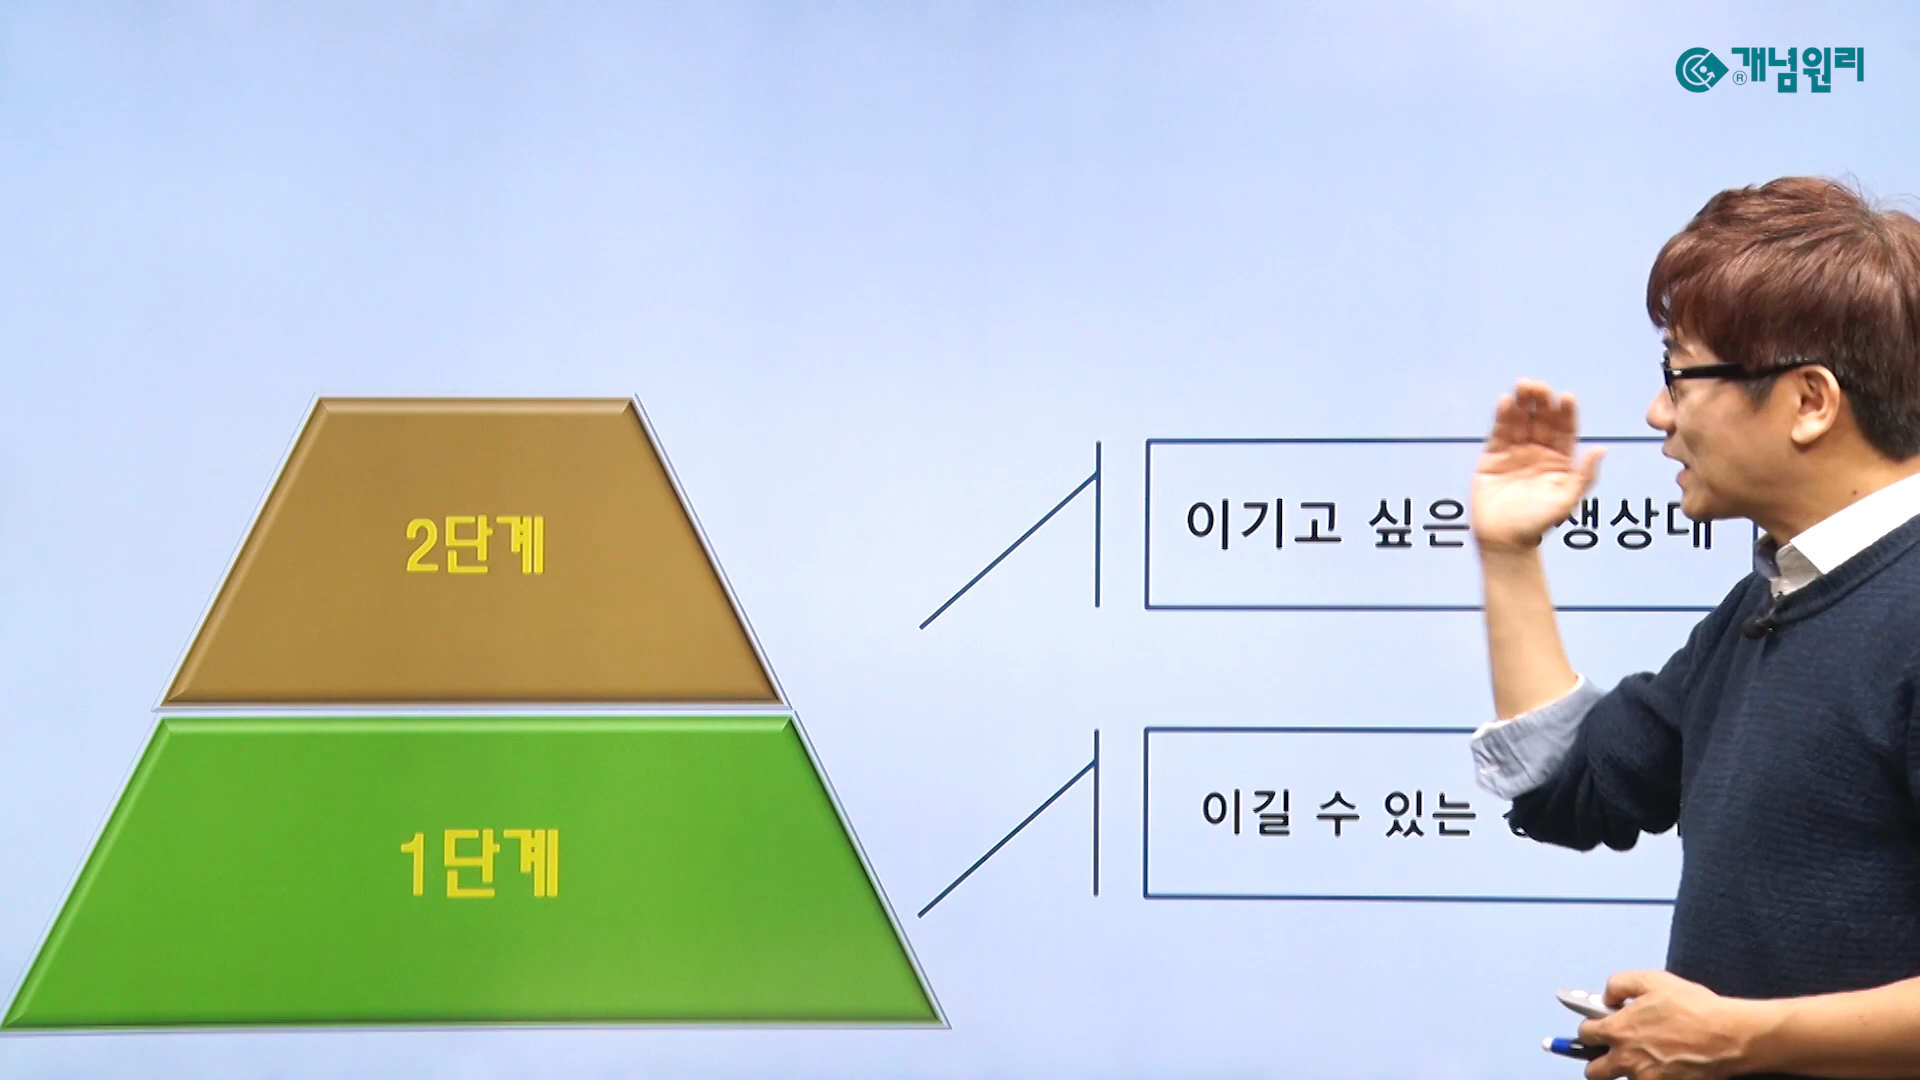 개념원리
2단계
이기고 싶은 생상대
1단계
이길 수 있는